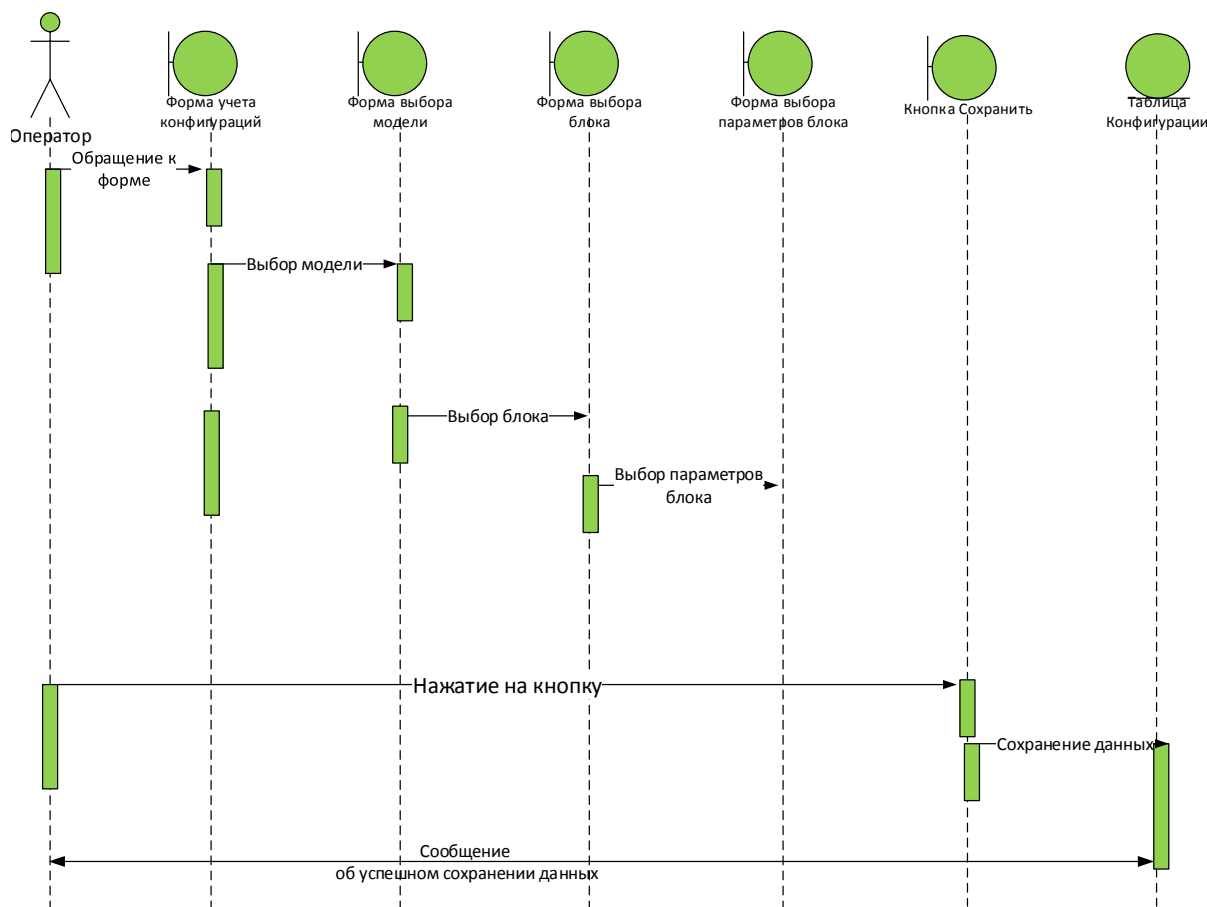 Оператор
Форма учета
конфигураций
Форма выбора
модели
Форма выбора
блока
Форма выбора
параметров блока
Кнопка Сохранить
Таблица
Конфигурации
Обращение к
форме
Выбор модели
Выбор блока
Выбор параметров
блока
Нажатие на кнопку
Сохранение данных
Сообщение
об успешном сохранении данных